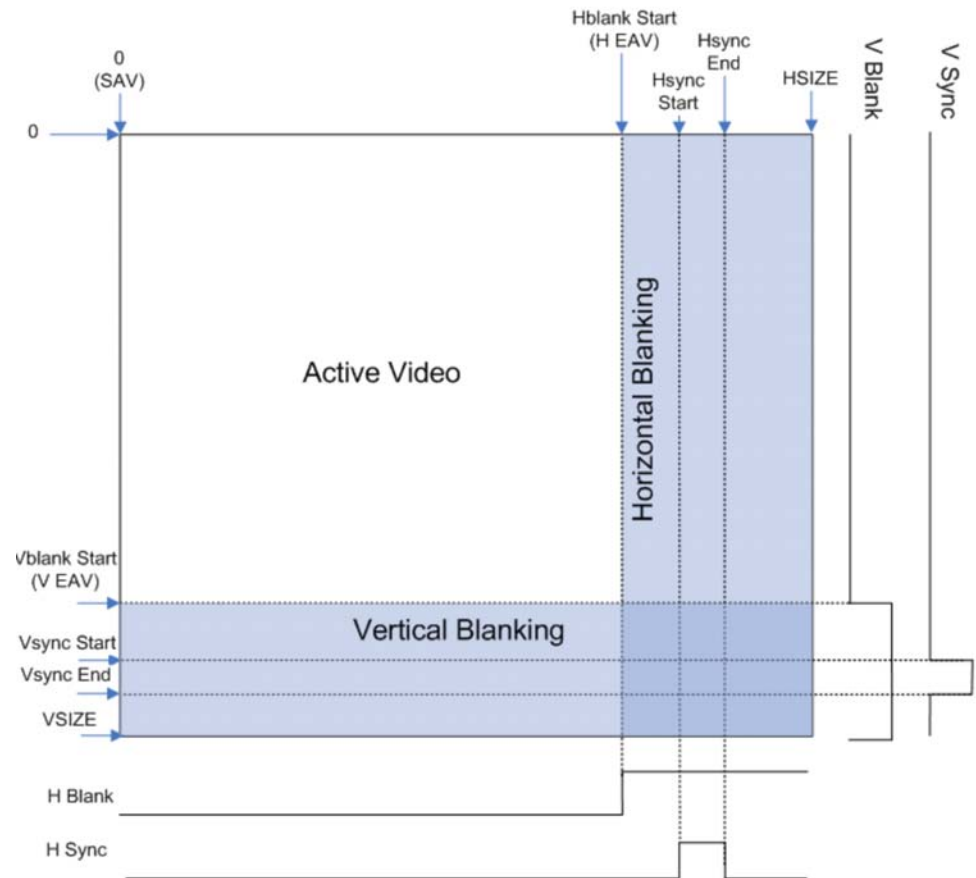 Hblank Start
(H EAV)
0
(SAV)
Hsync
End
Hsync
Start
HSIZE
V Blank
V Sync
0
Active Video
Horizontal Blanking
Vblank Start
(V EAV)
Vertical Blanking
Vsync Start
Vsync End
VSIZE
H Blank
H Sync